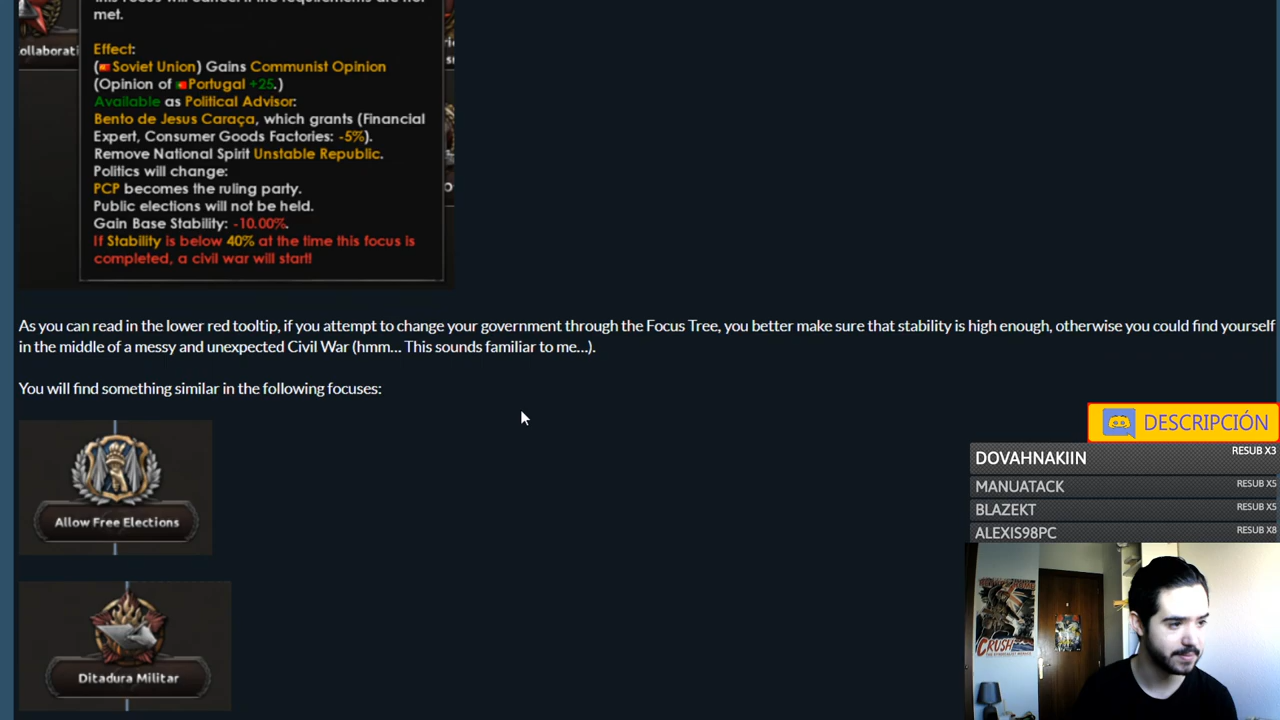 met.
ollaborati
Effect:
(Soviet Union) Gains Communist Opinion
(Opinion of Portugal +25.)
Available as Political Advisor:
Bento de Jesus Caraça, which grants (Financial
Expert, Consumer Goods Factories: -5%).
Remove National Spirit Unstable Republic.
Politics will change:
PCP becomes the ruling party.
Public elections will not be held.
Gain Base Stability: -10.00%.
If Stability is below 40% at the time this focus is
completed, a civil war will start!
As you can read in the lower red tooltip, if you attempt to change your government through the Focus Tree, you better make sure that stability is high enough, otherwise you could find yourself
in the middle of a messy and unexpected Civil War (hmm... This sounds familiar to me...).
You will find something similar in the following focuses:
Allow Free Elections
Ditadura Militar
DESCRIPCIÓN
DOVAHNAKIIN RESUB X3
MANUATACK RESUB X5
BLAZEKT RESUB X5
ALEXIS98PC RESUB X8
CRUSH